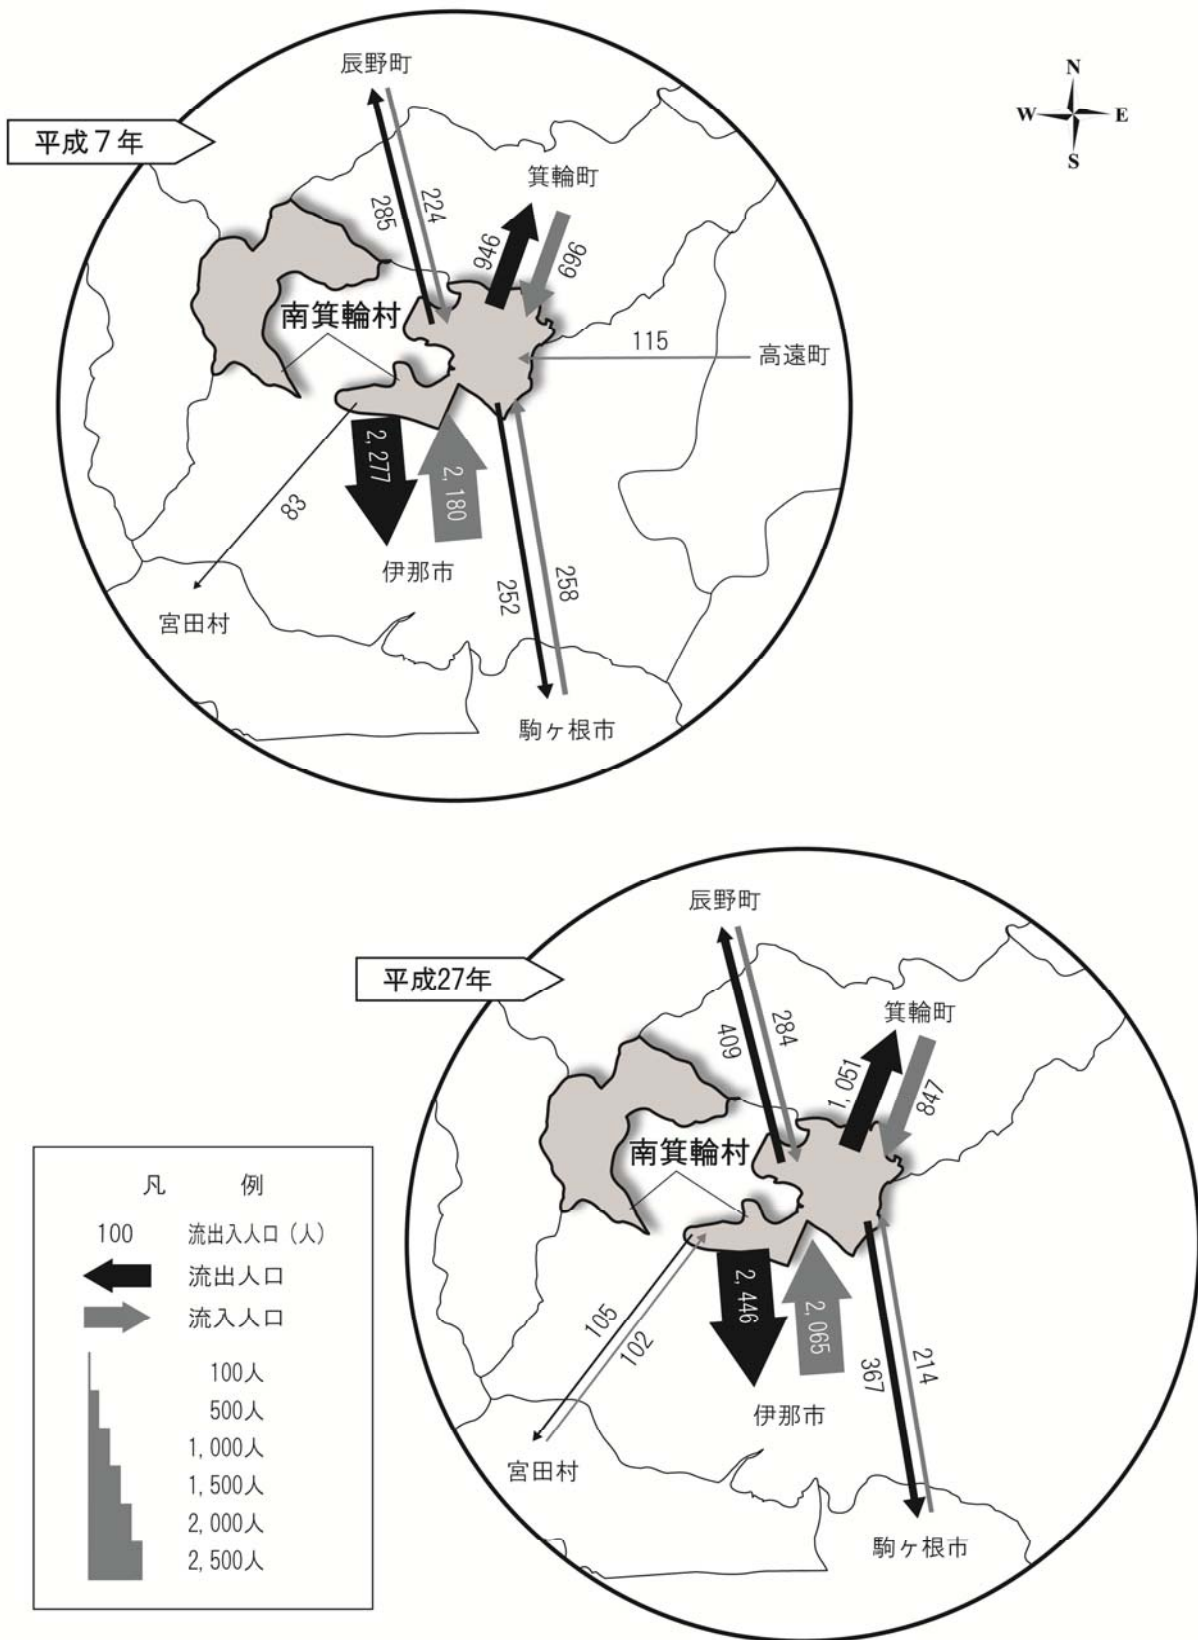 辰野町
N
W E
S
平成７年
箕輪町
285
224
946
696
南箕輪村
115
高遠町
2,277
2,180
83
伊那市
252
258
宮田村
駒ヶ根市
辰野町
平成27年
箕輪町
409
284
1,051
847
南箕輪村
凡 例
100 流出入人口（人）
流出人口
流入人口
100人
500人
1,000人
1,500人
2,000人
2,500人
105
102
2,446
2,065
367
214
伊那市
宮田村
駒ヶ根市